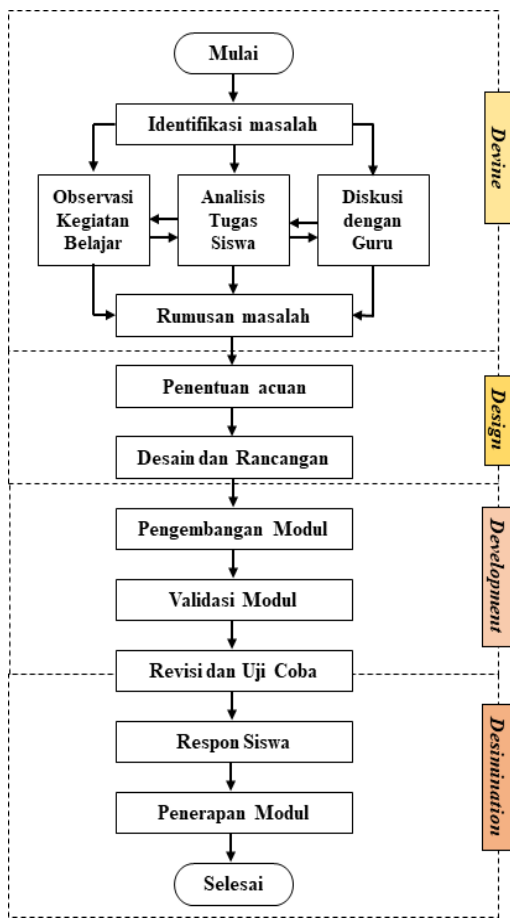 Mulai
Identifikasi masalah
Observasi
Kegiatan
Belajar
Analisis
Tugas
Siswa
Diskusi
dengan
Guru
Rumusan masalah
Devine
Penentuan acuan
Desain dan Rancangan
Design
Pengembangan Modul
Validasi Modul
Revisi dan Uji Coba
Development
Respon Siswa
Penerapan Modul
Selesai
Desimination